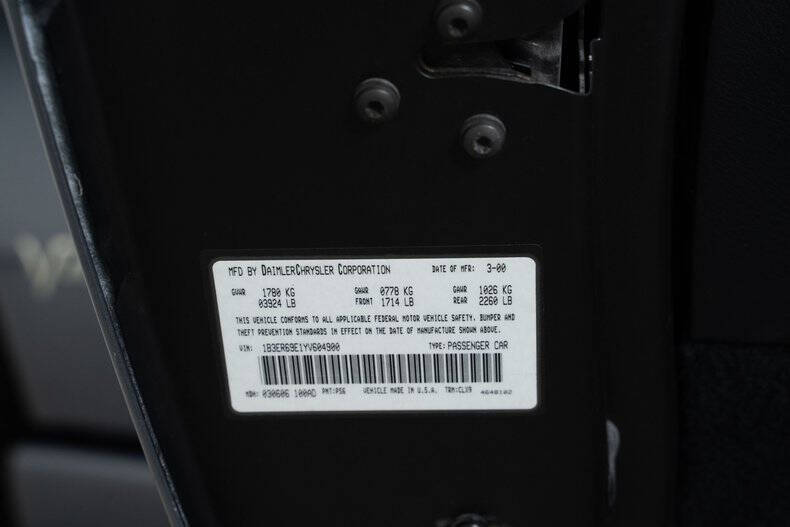 MFD BY DAIMLERCHRYSLER CORPORATION DATE OF MFR: 3-00
GVWR 1780 KG GAWR 0778 KG GAWR 1026 KG
03924 LB FRONT 1714 LB REAR 2260 LB
THIS VEHICLE CONFORMS TO ALL APPLICABLE FEDERAL MOTOR VEHICLE SAFETY, BUMPER AND
THEFT PREVENTION STANDARDS IN EFFECT ON THE DATE OF MANUFACTURE SHOWN ABOVE.
VIN: 1B3ER69E1YV604900 TYPE: PASSENGER CAR
MDH: 030606 100AD PNT: PS6 VEHICLE MADE IN U.S.A. TRM: CLX9 4648102